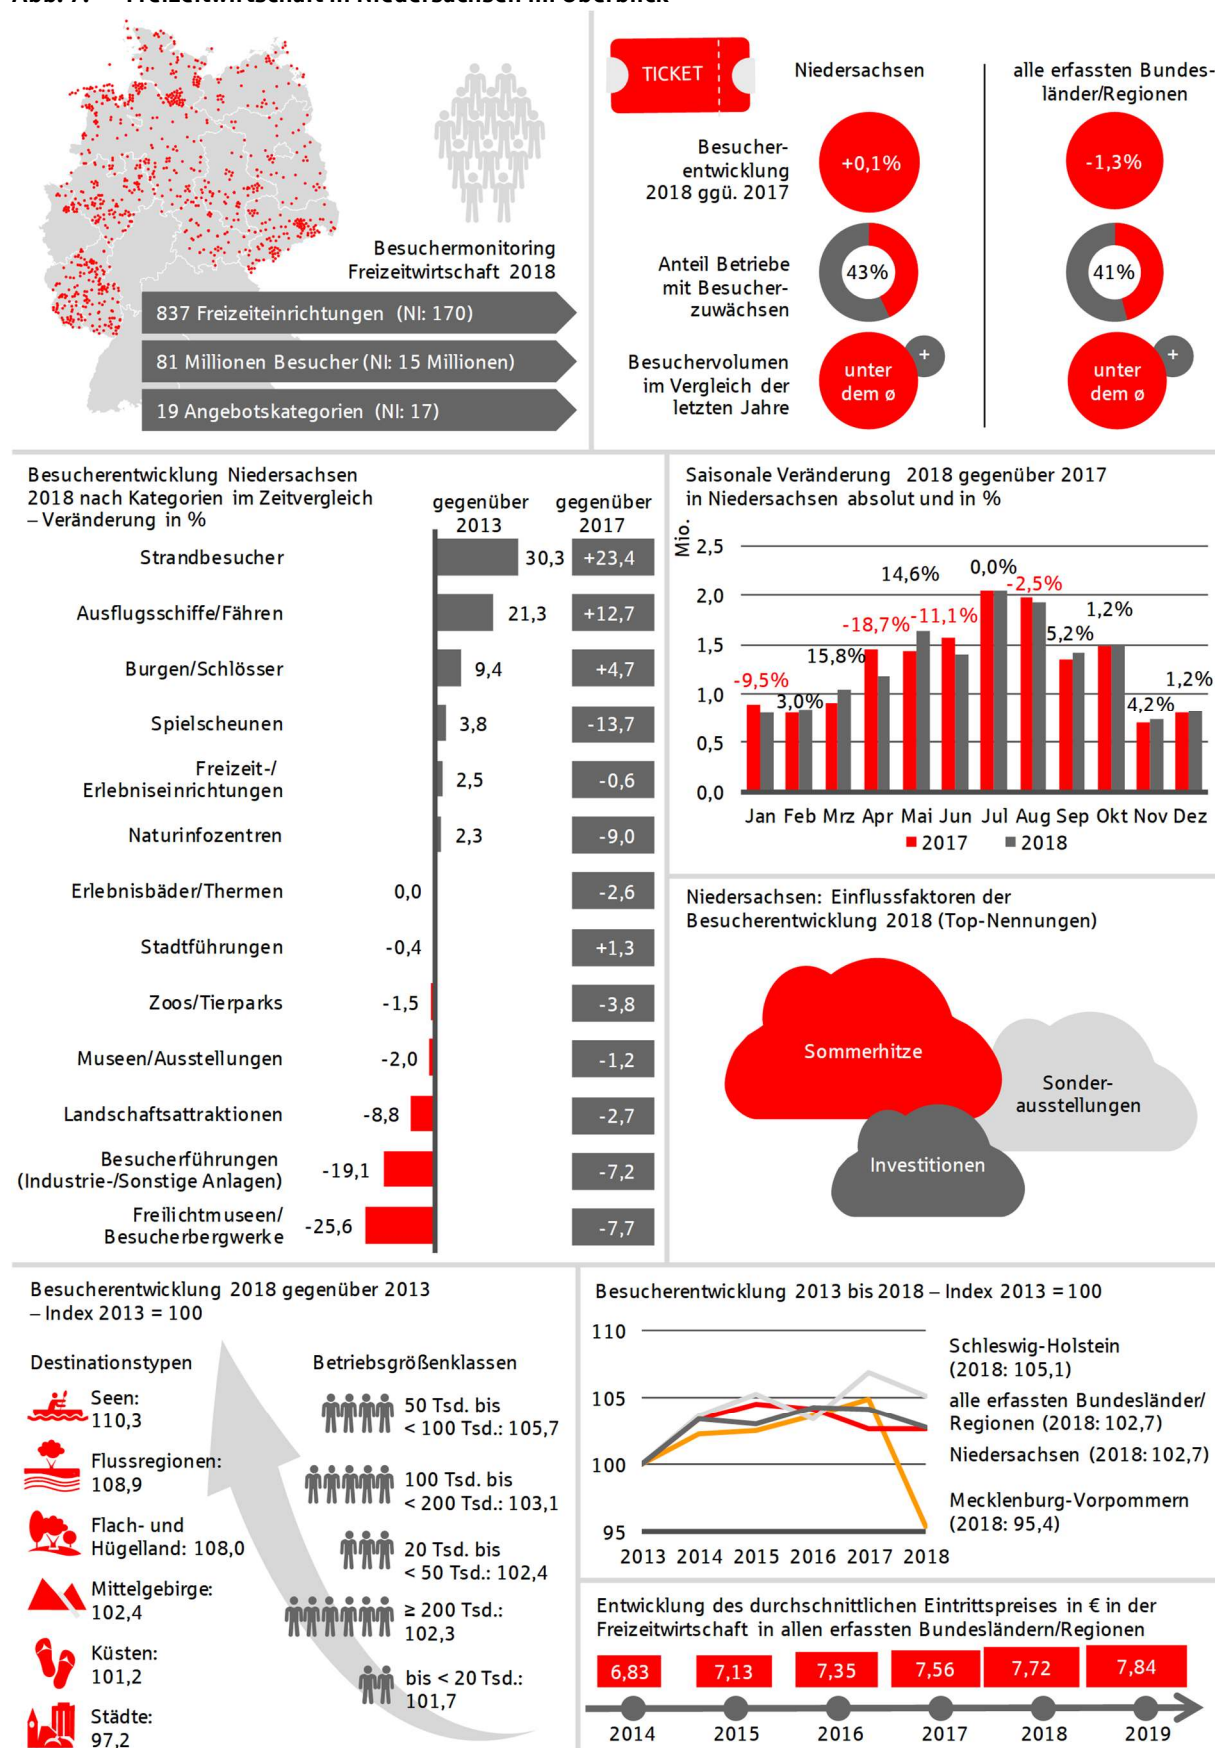 Abb. 7: Freizeitwirtschaft in Niedersachsen im Überblick
Besuchermonitoring
Freizeitwirtschaft 2018
837 Freizeiteinrichtungen (NI: 170)
81 Millionen Besucher (NI: 15 Millionen)
19 Angebotskategorien (NI: 17)
TICKET
Niedersachsen
alle erfassten Bundes-
länder/Regionen
Besucher-
entwicklung
2018 ggü. 2017
+0,1%
-1,3%
Anteil Betriebe
mit Besucher-
zuwächsen
43%
41%
Besuchervolumen
im Vergleich der
letzten Jahre
unter
dem ø
+
unter
dem ø
+
Besucherentwicklung Niedersachsen
2018 nach Kategorien im Zeitvergleich
– Veränderung in %
gegenüber
2013
gegenüber
2017
Strandbesucher 30,3 +23,4
Ausflugsschiffe/Fähren 21,3 +12,7
Burgen/Schlösser 9,4 +4,7
Spielscheunen 3,8 -13,7
Freizeit-/
Erlebniseinrichtungen 2,5 -0,6
Naturinfozentren 2,3 -9,0
Erlebnisbäder/Thermen 0,0 -2,6
Stadtführungen -0,4 +1,3
Zoos/Tierparks -1,5 -3,8
Museen/Ausstellungen -2,0 -1,2
Landschaftsattraktionen -8,8 -2,7
Besucherführungen
(Industrie-/Sonstige Anlagen) -19,1 -7,2
Freilichtmuseen/
Besucherbergwerke -25,6 -7,7
Saisonale Veränderung 2018 gegenüber 2017
in Niedersachsen absolut und in %
Mio.
2,5
2,0
1,5
1,0
0,5
0,0
-9,5%
3,0%
15,8%
-18,7%
14,6%
-11,1%
0,0%
-2,5%
5,2%
1,2%
4,2%
1,2%
Jan Feb Mrz Apr Mai Jun Jul Aug Sep Okt Nov Dez
2017 2018
Niedersachsen: Einflussfaktoren der
Besucherentwicklung 2018 (Top-Nennungen)
Sommerhitze
Sonder-
ausstellungen
Investitionen
Besucherentwicklung 2018 gegenüber 2013
– Index 2013 = 100
Destinationstypen
Seen:
110,3
Flussregionen:
108,9
Flach- und
Hügelland: 108,0
Mittelgebirge:
102,4
Küsten:
101,2
Städte:
97,2
Betriebsgrößenklassen
50 Tsd. bis
< 100 Tsd.: 105,7
100 Tsd. bis
< 200 Tsd.: 103,1
20 Tsd. bis
< 50 Tsd.: 102,4
≥ 200 Tsd.:
102,3
bis < 20 Tsd.:
101,7
Besucherentwicklung 2013 bis 2018 – Index 2013 = 100
110
105
100
95
2013 2014 2015 2016 2017 2018
Schleswig-Holstein
(2018: 105,1)
alle erfassten Bundesländer/
Regionen (2018: 102,7)
Niedersachsen (2018: 102,7)
Mecklenburg-Vorpommern
(2018: 95,4)
Entwicklung des durchschnittlichen Eintrittspreises in € in der
Freizeitwirtschaft in allen erfassten Bundesländern/Regionen
6,83 7,13 7,35 7,56 7,72 7,84
2014 2015 2016 2017 2018 2019